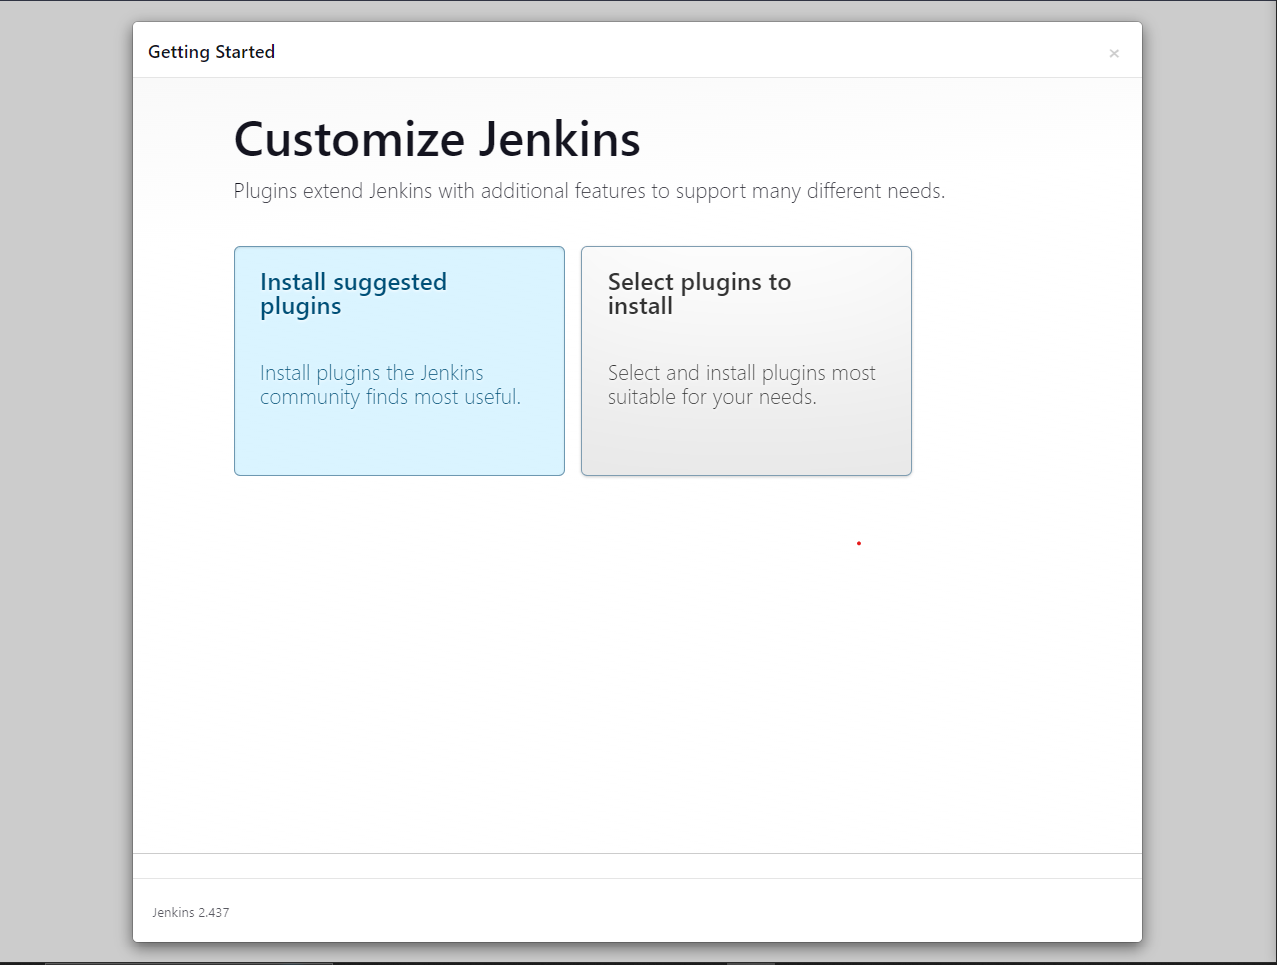 Getting Started
×
Customize Jenkins
Plugins extend Jenkins with additional features to support many different needs.
Install suggested
plugins
Install plugins the Jenkins
community finds most useful.
Select plugins to
install
Select and install plugins most
suitable for your needs.
Jenkins 2.437